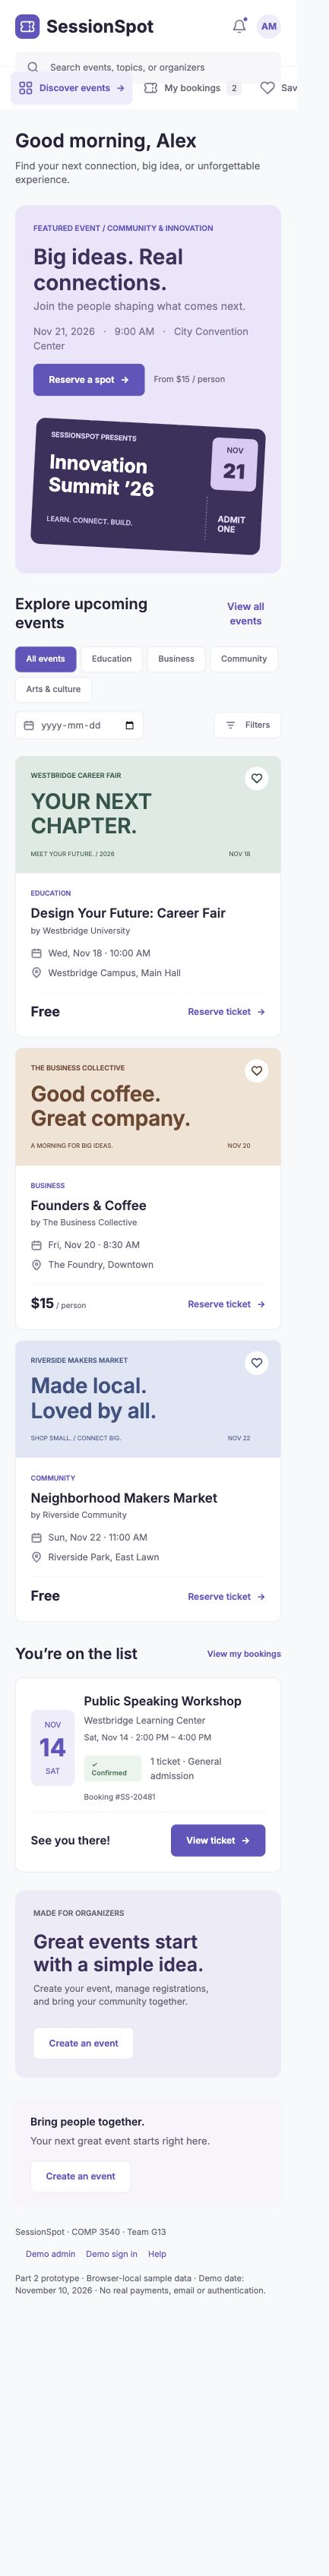 SessionSpot
AM
Search events, topics, or organizers
Discover events →
My bookings 2
Sav
Good morning, Alex
Find your next connection, big idea, or unforgettable
experience.
FEATURED EVENT / COMMUNITY & INNOVATION
Big ideas. Real
connections.
Join the people shaping what comes next.
Nov 21, 2026 · 9:00 AM · City Convention
Center
Reserve a spot →
From $15 / person
SESSIONSPOT PRESENTS
Innovation
Summit ’26
LEARN. CONNECT. BUILD.
NOV
21
ADMIT
ONE
Explore upcoming
events
View all
events
All events
Education
Business
Community
Arts & culture
yyyy-mm-dd
Filters
WESTBRIDGE CAREER FAIR
YOUR NEXT
CHAPTER.
MEET YOUR FUTURE. / 2026
NOV 18
EDUCATION
Design Your Future: Career Fair
by Westbridge University
Wed, Nov 18 · 10:00 AM
Westbridge Campus, Main Hall
Free
Reserve ticket →
THE BUSINESS COLLECTIVE
Good coffee.
Great company.
A MORNING FOR BIG IDEAS.
NOV 20
BUSINESS
Founders & Coffee
by The Business Collective
Fri, Nov 20 · 8:30 AM
The Foundry, Downtown
$15 / person
Reserve ticket →
RIVERSIDE MAKERS MARKET
Made local.
Loved by all.
SHOP SMALL. / CONNECT BIG.
NOV 22
COMMUNITY
Neighborhood Makers Market
by Riverside Community
Sun, Nov 22 · 11:00 AM
Riverside Park, East Lawn
Free
Reserve ticket →
You’re on the list
View my bookings
NOV
14
SAT
Public Speaking Workshop
Westbridge Learning Center
Sat, Nov 14 · 2:00 PM – 4:00 PM
✓
Confirmed
1 ticket · General
admission
Booking #SS-20481
See you there!
View ticket →
MADE FOR ORGANIZERS
Great events start
with a simple idea.
Create your event, manage registrations,
and bring your community together.
Create an event
Bring people together.
Your next great event starts right here.
Create an event
SessionSpot · COMP 3540 · Team G13
Demo admin
Demo sign in
Help
Part 2 prototype · Browser-local sample data · Demo date:
November 10, 2026 · No real payments, email or authentication.